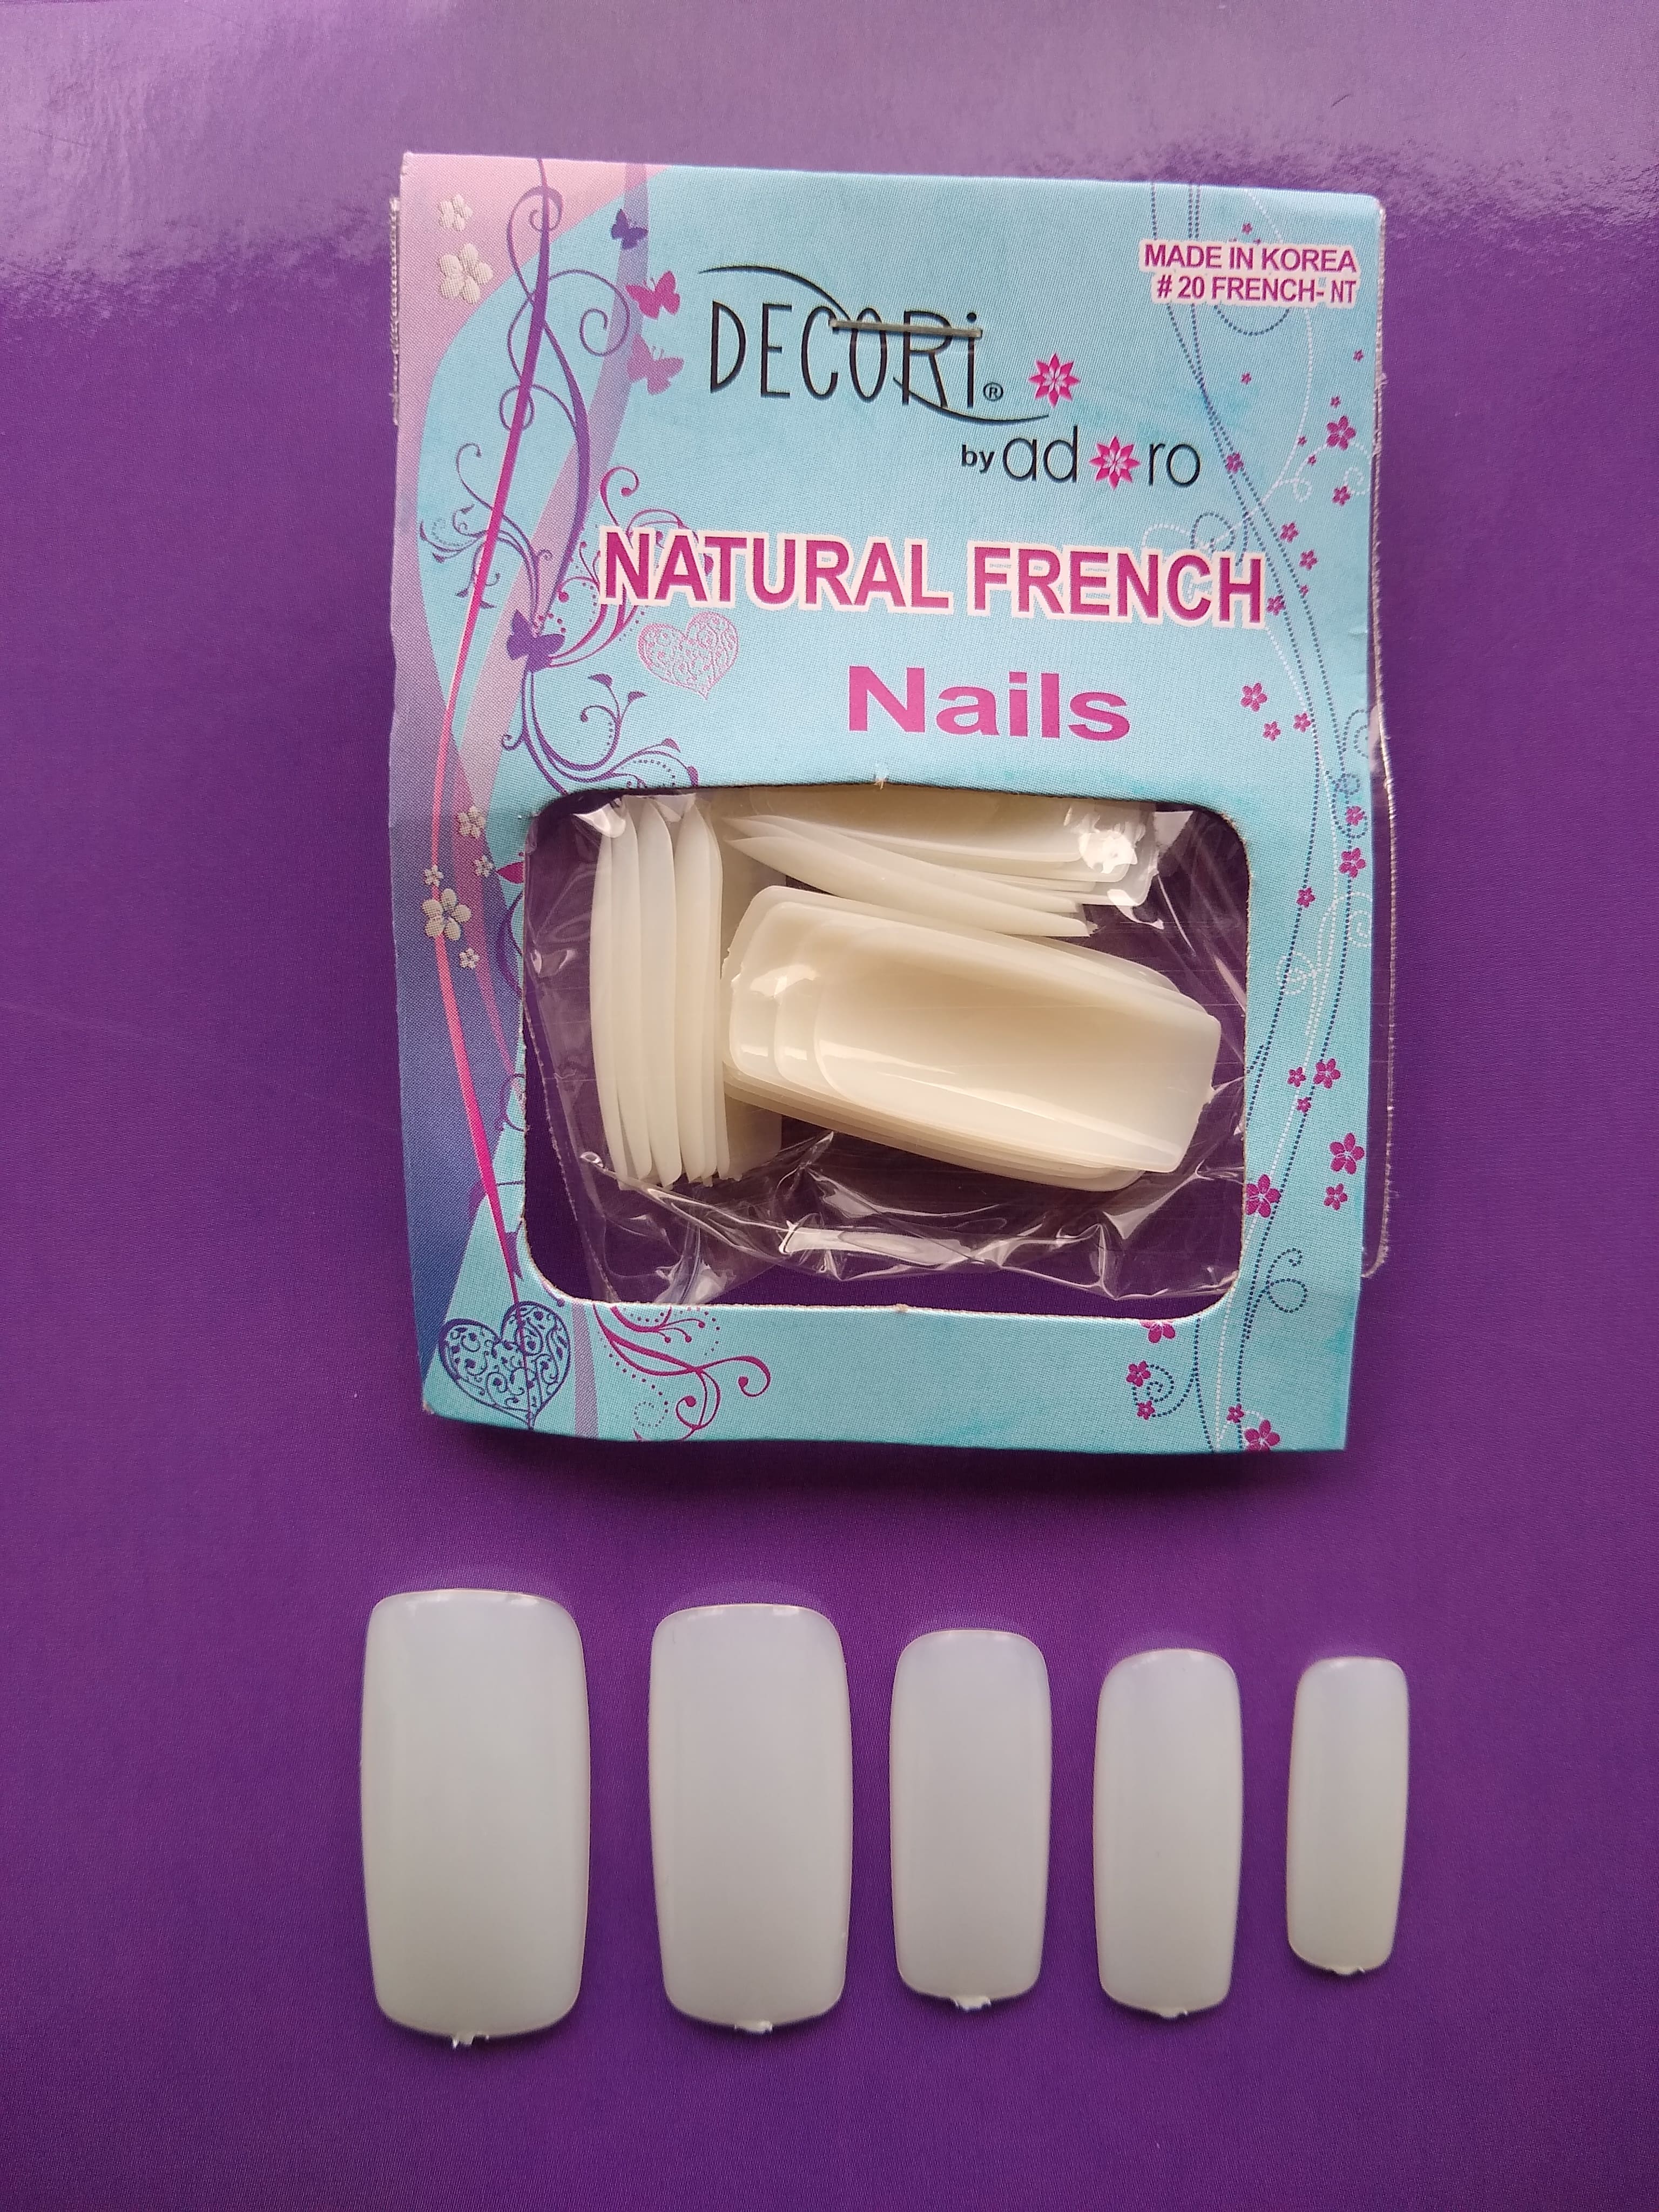 MADE IN KOREA
# 20 FRENCH- NT
DECORi®
by adoro
NATURAL FRENCH
Nails